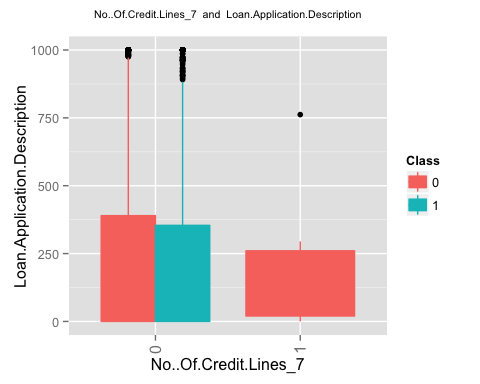 No..Of.Credit.Lines_7 and Loan.Application.Description
1000
750
500
250
0
Loan.Application.Description
0
1
No..Of.Credit.Lines_7
Class
0
1